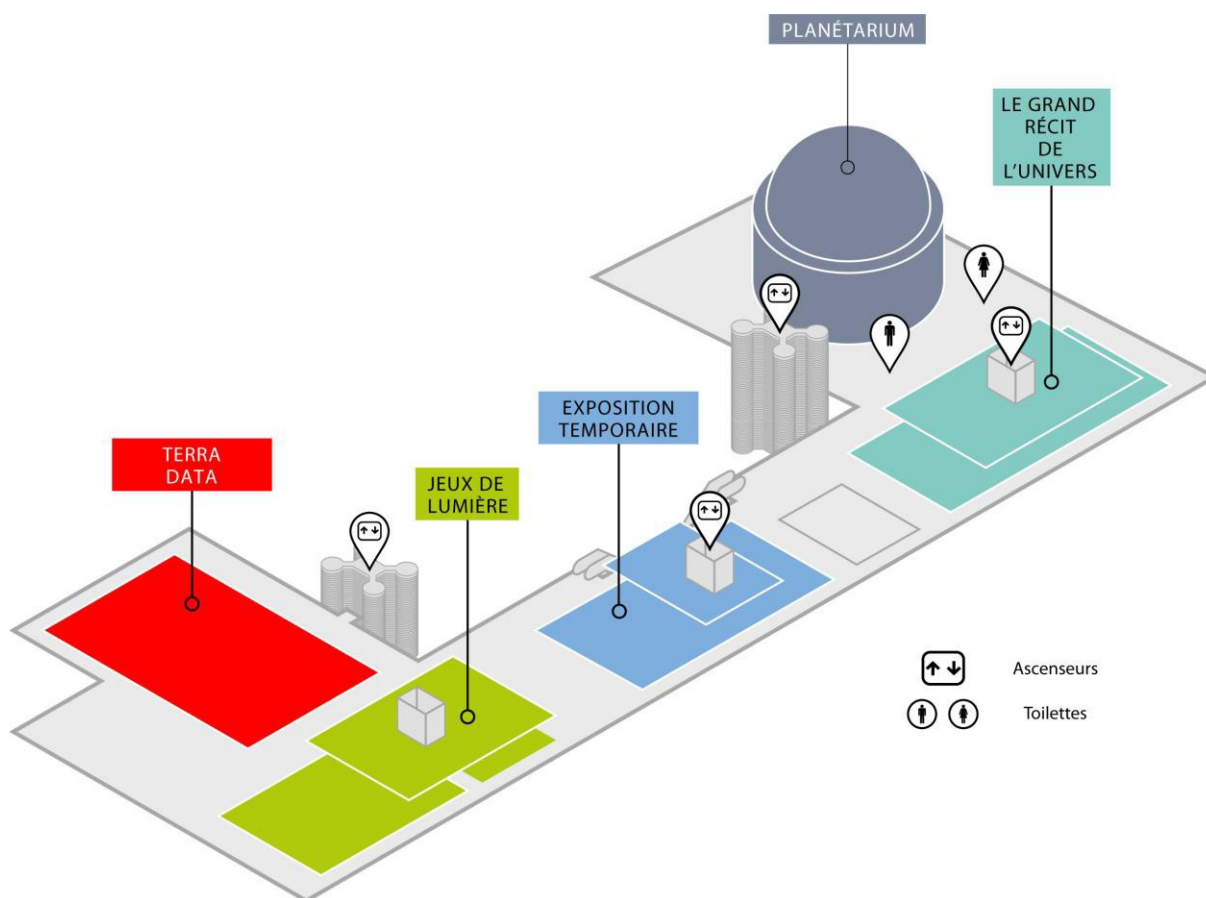 PLANÉTARIUM
LE GRAND
RÉCIT
DE
L'UNIVERS
EXPOSITION
TEMPORAIRE
TERRA
DATA
JEUX DE
LUMIÈRE
Ascenseurs
Toilettes